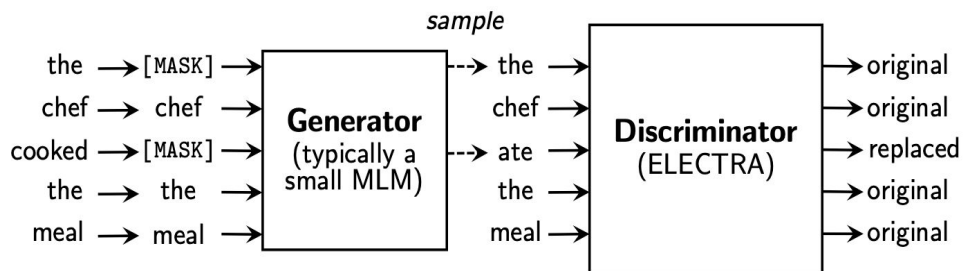 sample
the [MASK] the original
chef chef Generator chef Discriminator original
cooked [MASK] (typically a ate (ELECTRA) replaced
the the small MLM) the original
meal meal meal original